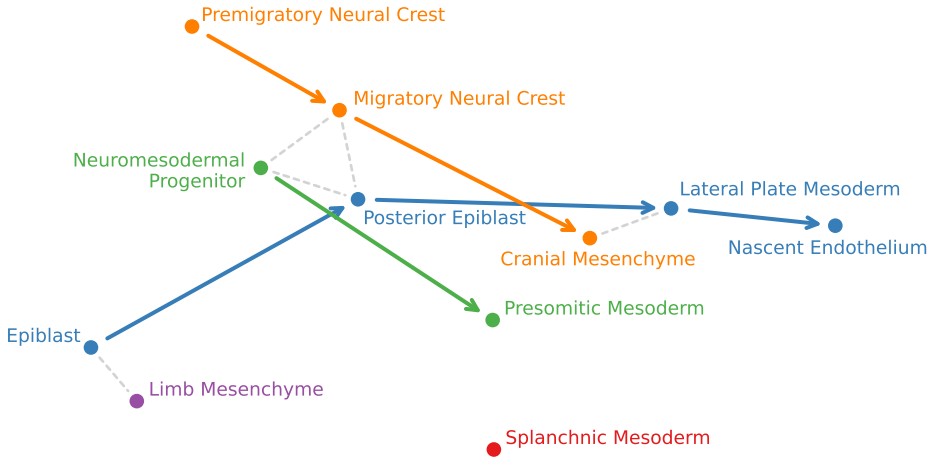 Premigratory Neural Crest
Migratory Neural Crest
Neuromesodermal
Progenitor
Lateral Plate Mesoderm
Posterior Epiblast
Nascent Endothelium
Cranial Mesenchyme
Presomitic Mesoderm
Epiblast
Limb Mesenchyme
Splanchnic Mesoderm